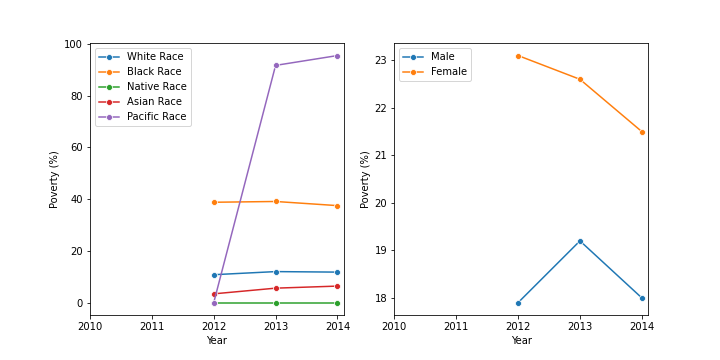 100
80
60
40
20
0
Poverty (%)
White Race
Black Race
Native Race
Asian Race
Pacific Race
2010 2011 2012 2013 2014
Year
23
22
21
20
19
18
Poverty (%)
Male
Female
2010 2011 2012 2013 2014
Year